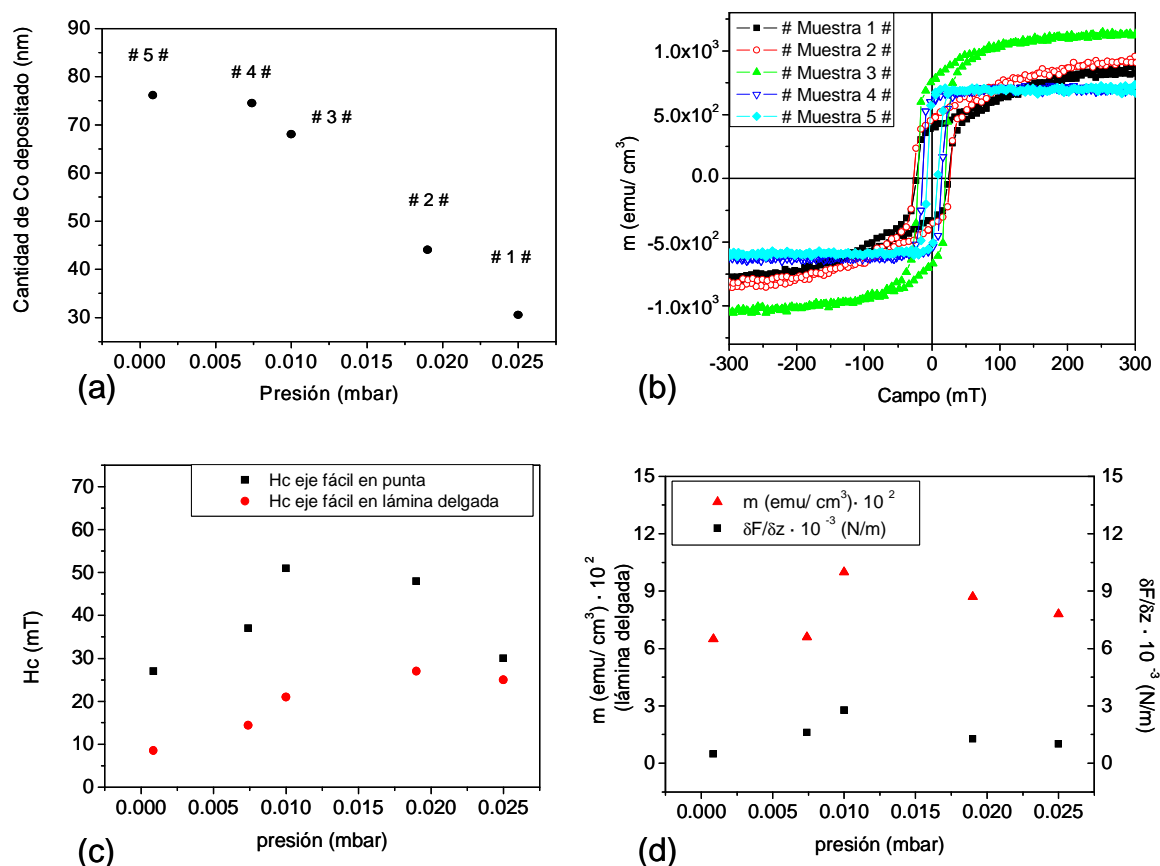 90
80
70
60
50
40
30
Cantidad de Co depositado (nm)
# 5 #
# 4 #
# 3 #
# 2 #
# 1 #
0.000 0.005 0.010 0.015 0.020 0.025
Presión (mbar)
(a)
# Muestra 1 #
# Muestra 2 #
# Muestra 3 #
# Muestra 4 #
# Muestra 5 #
1.0x10³
5.0x10²
0.0
-5.0x10²
-1.0x10³
m (emu/ cm³)
-300 -200 -100 0 100 200 300
Campo (mT)
(b)
Hc eje fácil en punta
Hc eje fácil en lámina delgada
70
60
50
40
30
20
10
0
Hc (mT)
0.000 0.005 0.010 0.015 0.020 0.025
presión (mbar)
(c)
m (emu/ cm³)· 10²
δF/δz · 10⁻³ (N/m)
15
12
9
6
3
0
m (emu/ cm³) · 10²
(lámina delgada)
15
12
9
6
3
0
δF/δz · 10⁻³ (N/m)
0.000 0.005 0.010 0.015 0.020 0.025
presión (mbar)
(d)